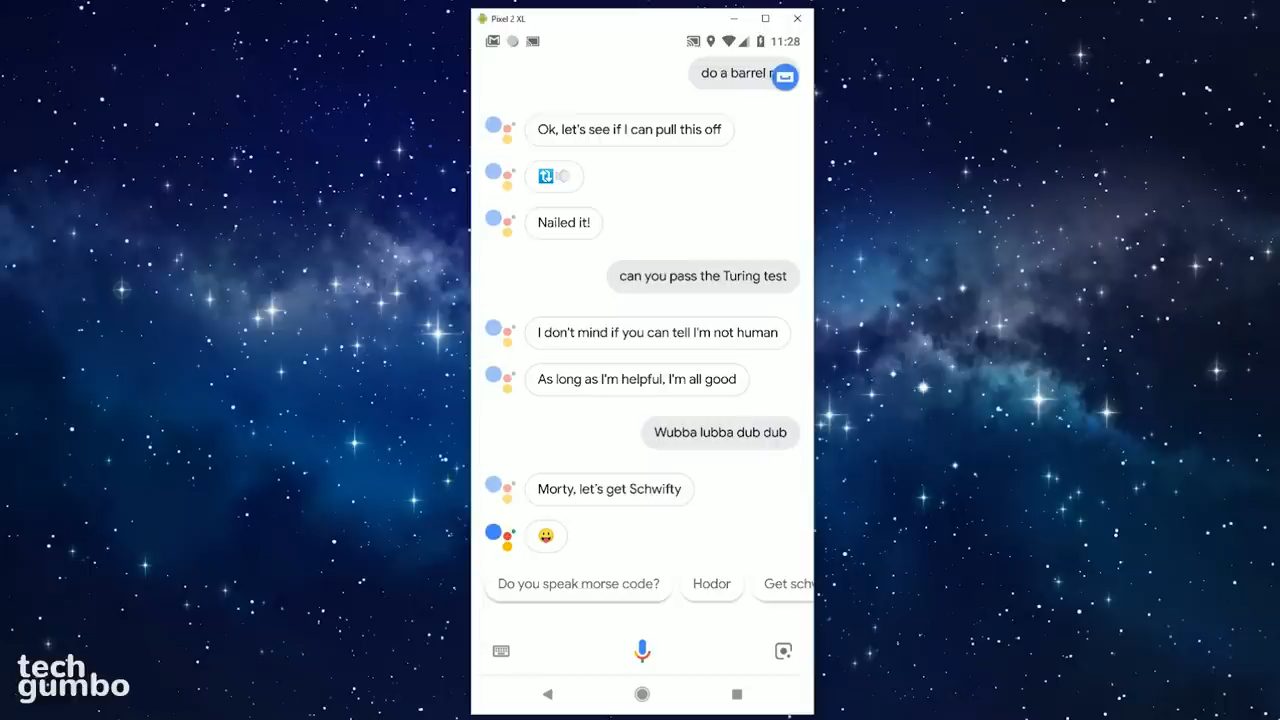 Pixel 2 XL
11:28
do a barrel
Ok, let's see if I can pull this off
Nailed it!
can you pass the Turing test
I don't mind if you can tell I'm not human
As long as I'm helpful, I'm all good
Wubba lubba dub dub
Morty, let's get Schwifty
Do you speak morse code?
Hodor
Get
tech
gumbo